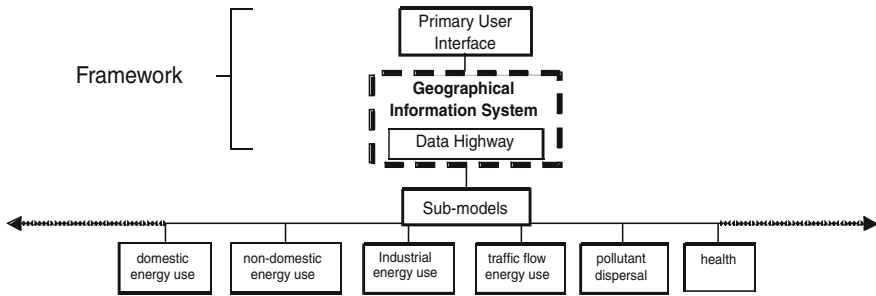 Primary User
Interface
Framework
Geographical
Information System
Data Highway
Sub-models
domestic
energy use
non-domestic
energy use
Industrial
energy use
traffic flow
energy use
pollutant
dispersal
health